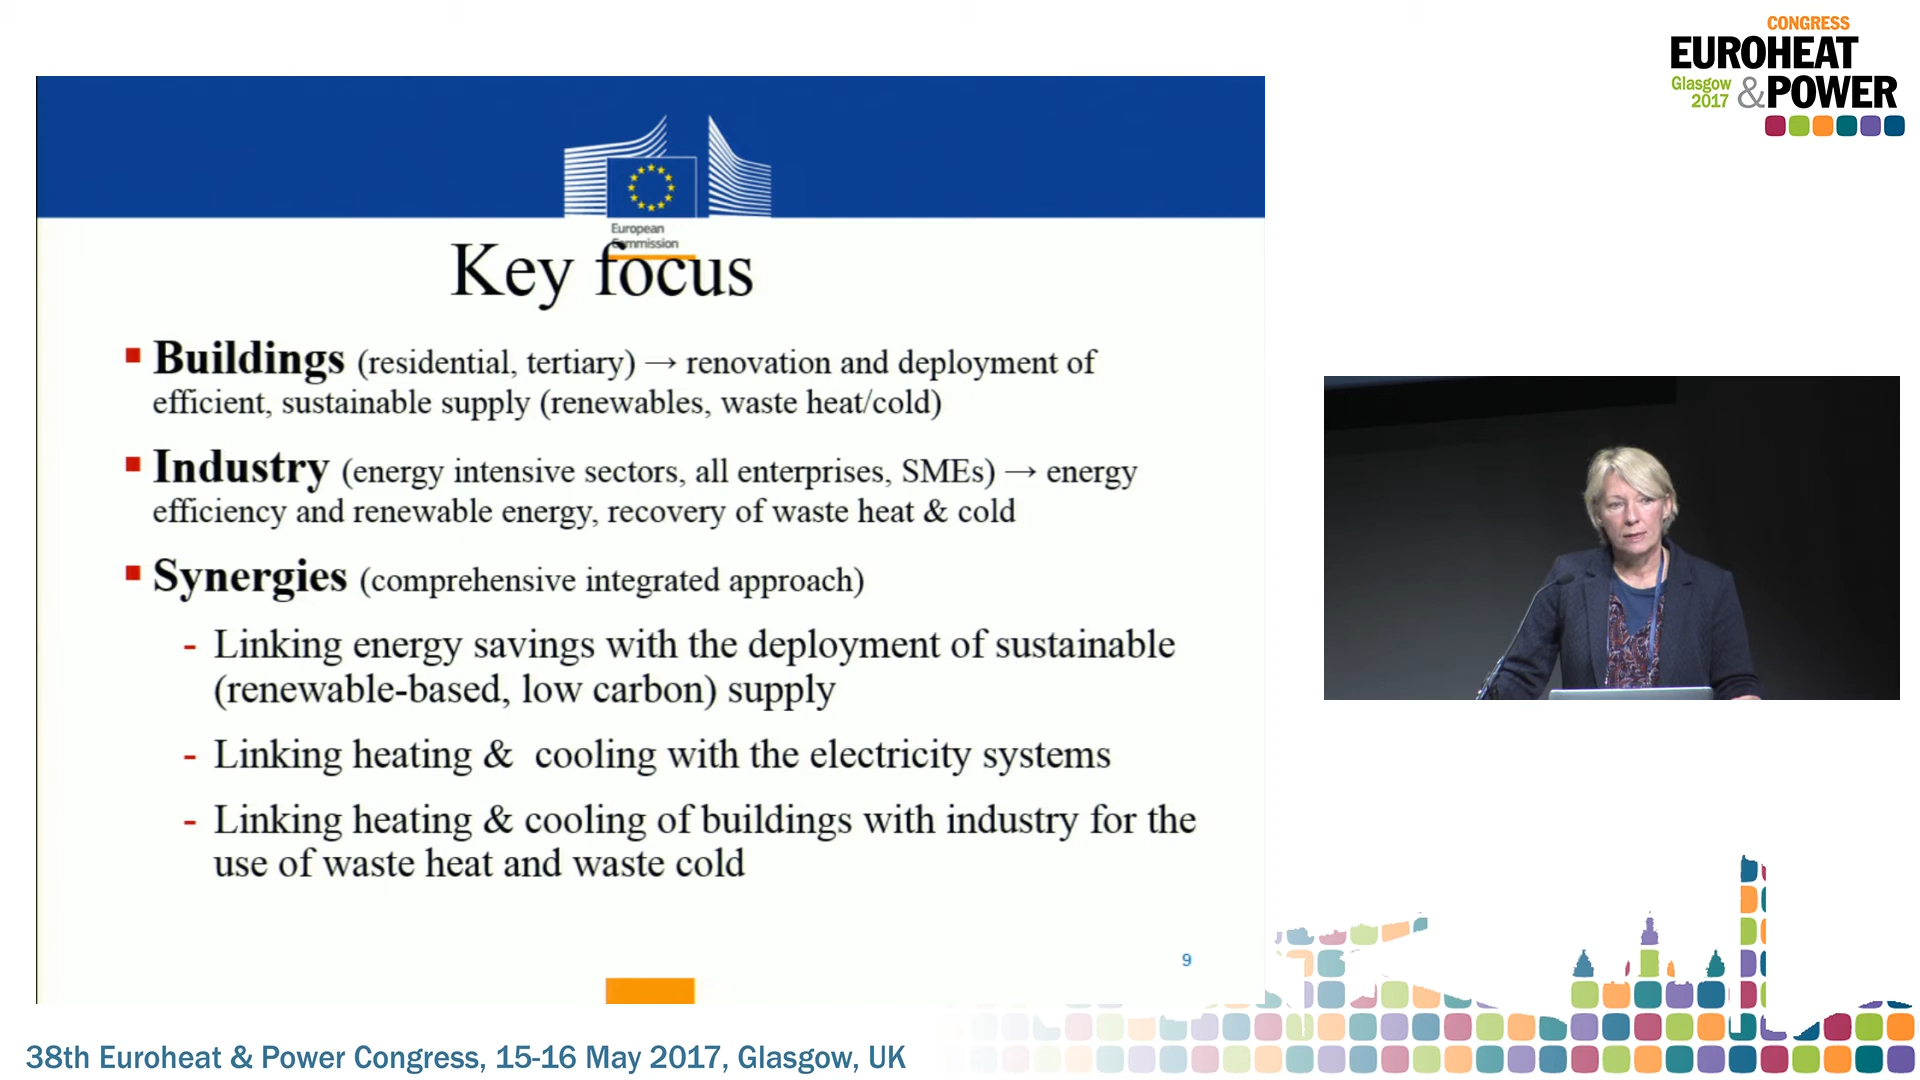 CONGRESS
EUROHEAT
Glasgow
2017 &POWER
European
Commission
Key focus
Buildings (residential, tertiary) → renovation and deployment of
efficient, sustainable supply (renewables, waste heat/cold)
Industry (energy intensive sectors, all enterprises, SMEs) → energy
efficiency and renewable energy, recovery of waste heat & cold
Synergies (comprehensive integrated approach)
- Linking energy savings with the deployment of sustainable
(renewable-based, low carbon) supply
- Linking heating & cooling with the electricity systems
- Linking heating & cooling of buildings with industry for the
use of waste heat and waste cold
9
38th Euroheat & Power Congress, 15-16 May 2017, Glasgow, UK